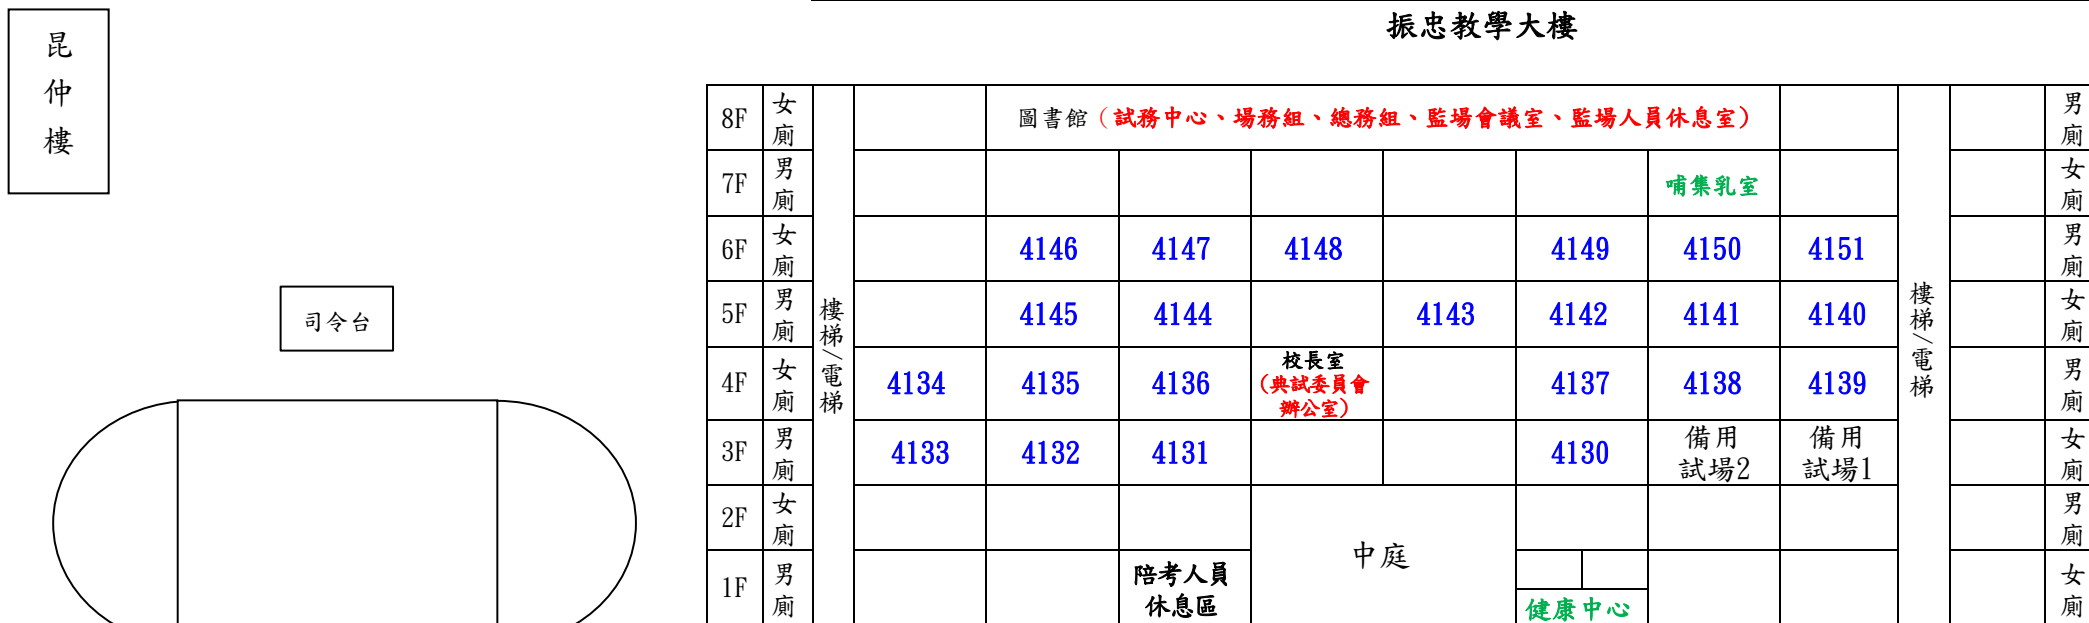 昆
仲
樓
振忠教學大樓
8F 女廁 圖書館（試務中心、場務組、總務組、監場會議室、監場人員休息室） 男廁
7F 男廁 哺集乳室 女廁
6F 女廁 4146 4147 4148 4149 4150 4151 男廁
5F 男廁 4145 4144 4143 4142 4141 4140 女廁
樓梯/電梯
樓梯/電梯
司令台
4F 女廁 4134 4135 4136 校長室
（典試委員會
辦公室）
4137 4138 4139 男廁
3F 男廁 4133 4132 4131 4130 備用
試場2
備用
試場1
女廁
2F 女廁 中庭 男廁
1F 男廁 陪考人員
休息區
健康中心
女廁